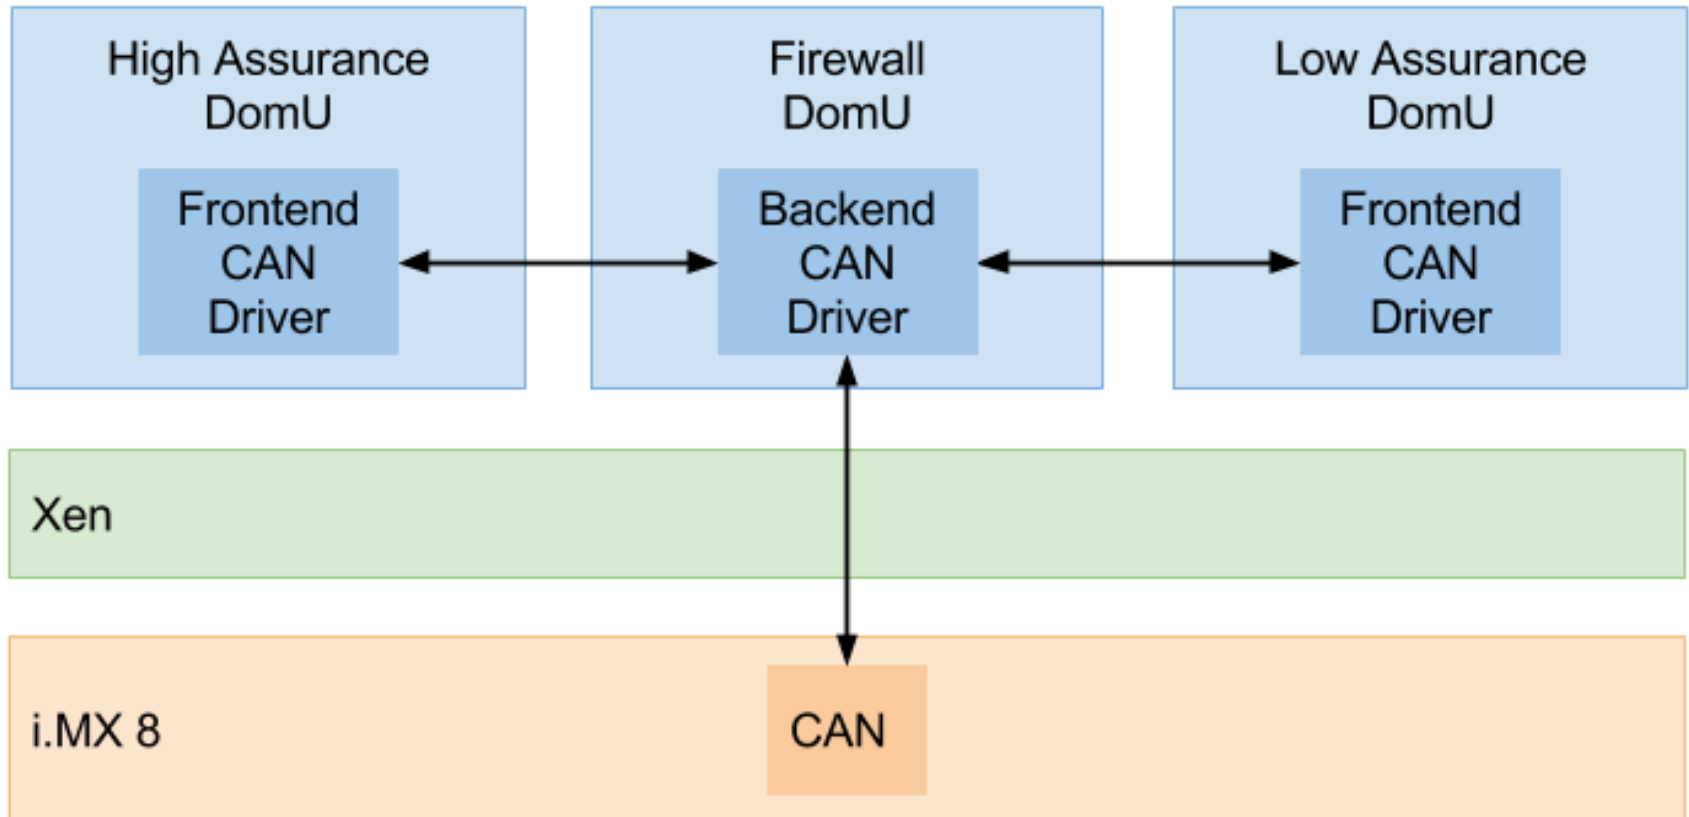 High Assurance
DomU
Frontend
CAN
Driver
Firewall
DomU
Backend
CAN
Driver
Low Assurance
DomU
Frontend
CAN
Driver
Xen
i.MX 8
CAN